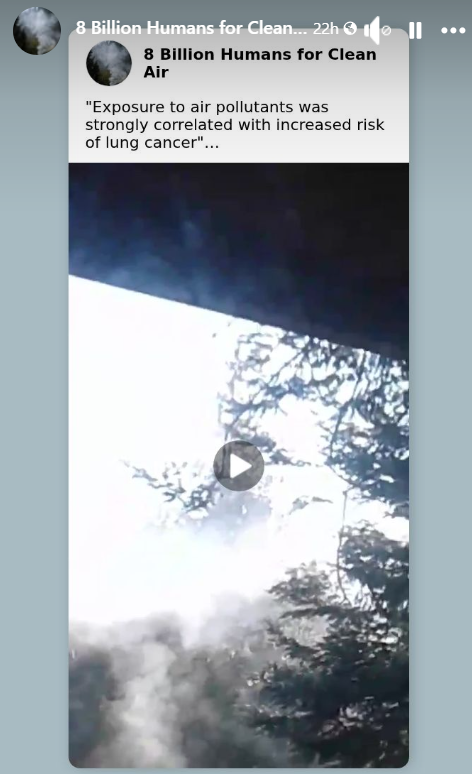 8 Billion Humans for Clean... 22h
8 Billion Humans for Clean
Air
"Exposure to air pollutants was
strongly correlated with increased risk
of lung cancer"...